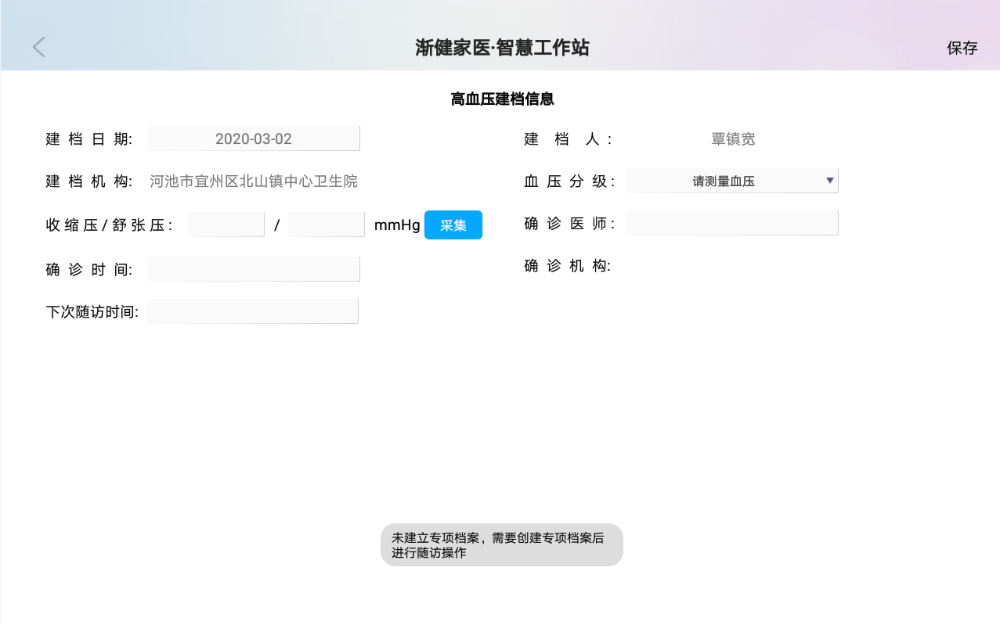 渐健家医·智慧工作站
保存
高血压建档信息
建档日期: 2020-03-02
建档人: 覃镇宽
建档机构: 河池市宜州区北山镇中心卫生院
血压分级: 请测量血压
收缩压/舒张压: / mmHg 采集
确诊医师:
确诊时间:
确诊机构:
下次随访时间:
未建立专项档案，需要创建专项档案后
进行随访操作